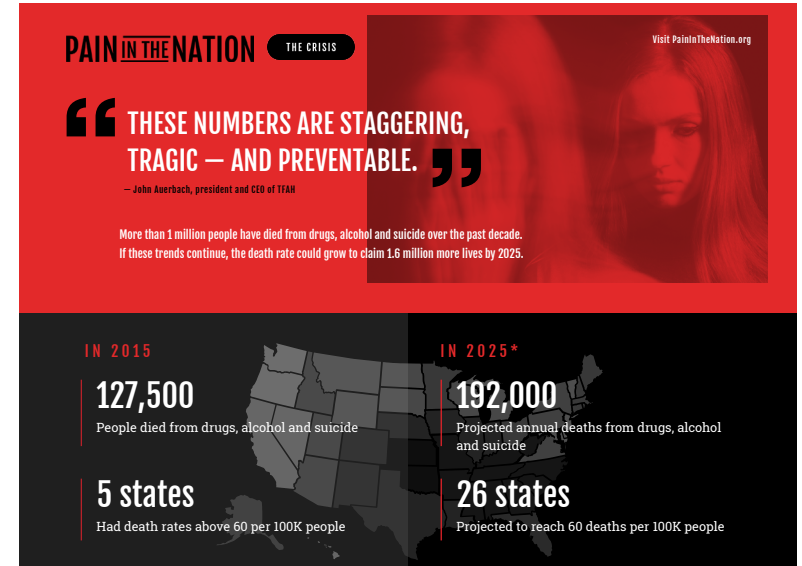 PAIN IN THE NATION
THE CRISIS
Visit PainInTheNation.org
“ THESE NUMBERS ARE STAGGERING,
TRAGIC — AND PREVENTABLE. ”
— John Auerbach, president and CEO of TFAH
More than 1 million people have died from drugs, alcohol and suicide over the past decade.
If these trends continue, the death rate could grow to claim 1.6 million more lives by 2025.
IN 2015
127,500
People died from drugs, alcohol and suicide
5 states
Had death rates above 60 per 100K people
IN 2025*
192,000
Projected annual deaths from drugs, alcohol
and suicide
26 states
Projected to reach 60 deaths per 100K people